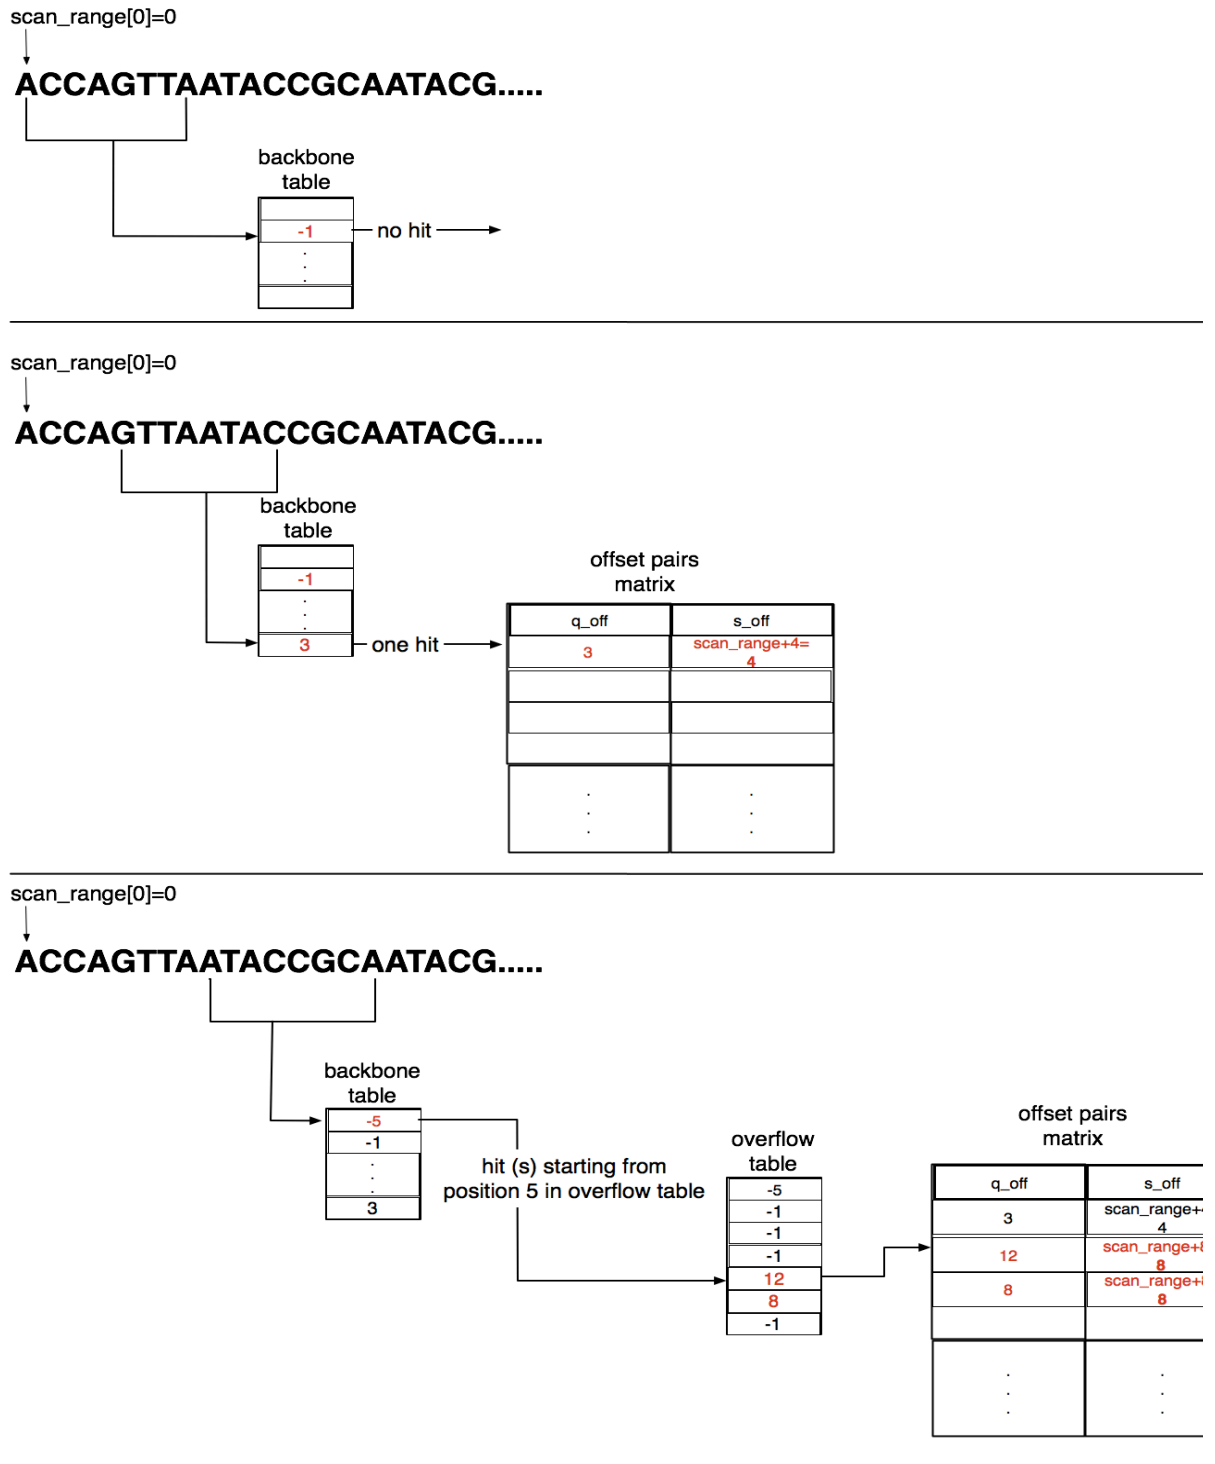 scan_range[0]=0
ACCAGTTAATACCGCAATACG.....
backbone
table
-1
no hit
scan_range[0]=0
ACCAGTTAATACCGCAATACG.....
backbone
table
-1
3
one hit
offset pairs
matrix
q_off s_off
3 scan_range+4=
4
scan_range[0]=0
ACCAGTTAATACCGCAATACG.....
backbone
table
-5
-1
3
hit (s) starting from
position 5 in overflow table
overflow
table
-5
-1
-1
-1
12
8
-1
offset pairs
matrix
q_off s_off
3 scan_range+
4
12 scan_range+
8
8 scan_range+
8